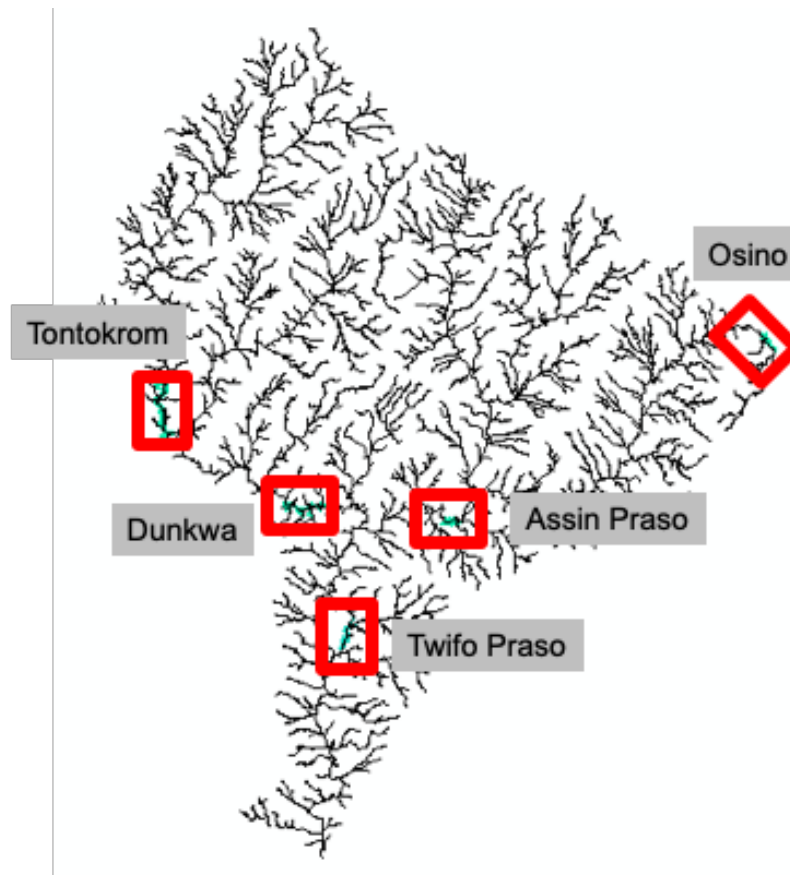 Osino
Tontokrom
Dunkwa
Assin Praso
Twifo Praso